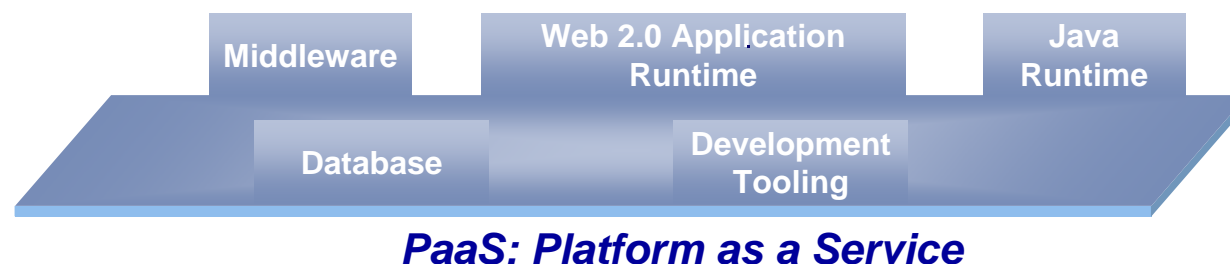 Middleware
Web 2.0 Application
Runtime
Java
Runtime
Database
Development
Tooling
PaaS: Platform as a Service